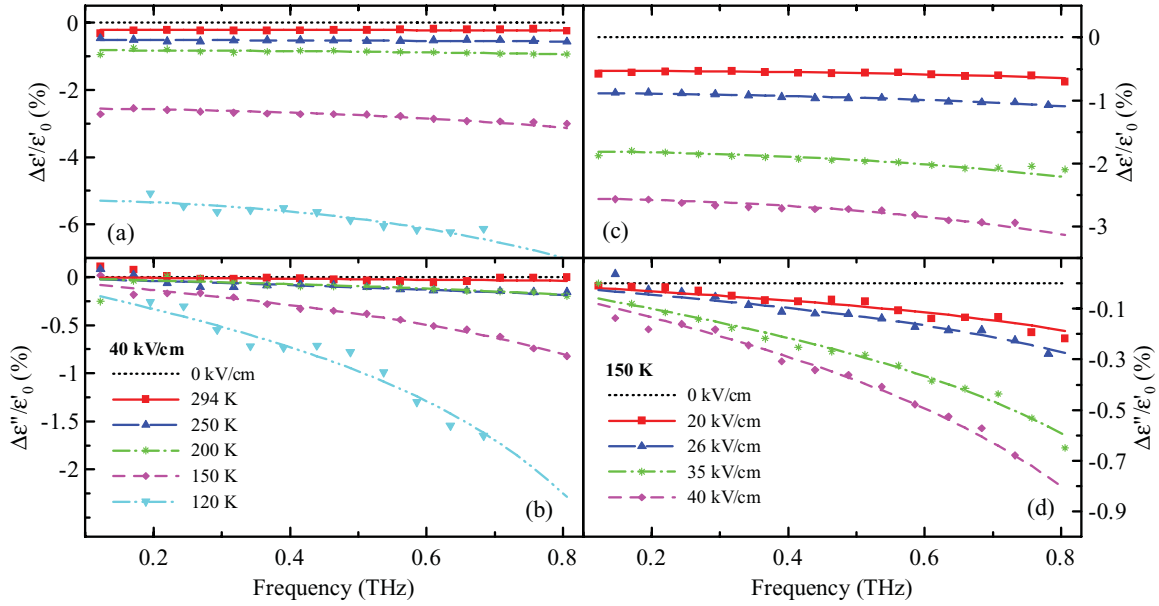 0
-2
-4
-6
Δε'/ε'0 (%)
(a)
0
-1
-2
-3
Δε'/ε'0 (%)
(c)
0
-0.5
-1
-1.5
-2
Δε''/ε'0 (%)
40 kV/cm
0 kV/cm
294 K
250 K
200 K
150 K
120 K
(b)
0.2
0.4
0.6
0.8
Frequency (THz)
150 K
0 kV/cm
20 kV/cm
26 kV/cm
35 kV/cm
40 kV/cm
(d)
-0.1
-0.3
-0.5
-0.7
-0.9
Δε''/ε'0 (%)
0.2
0.4
0.6
0.8
Frequency (THz)